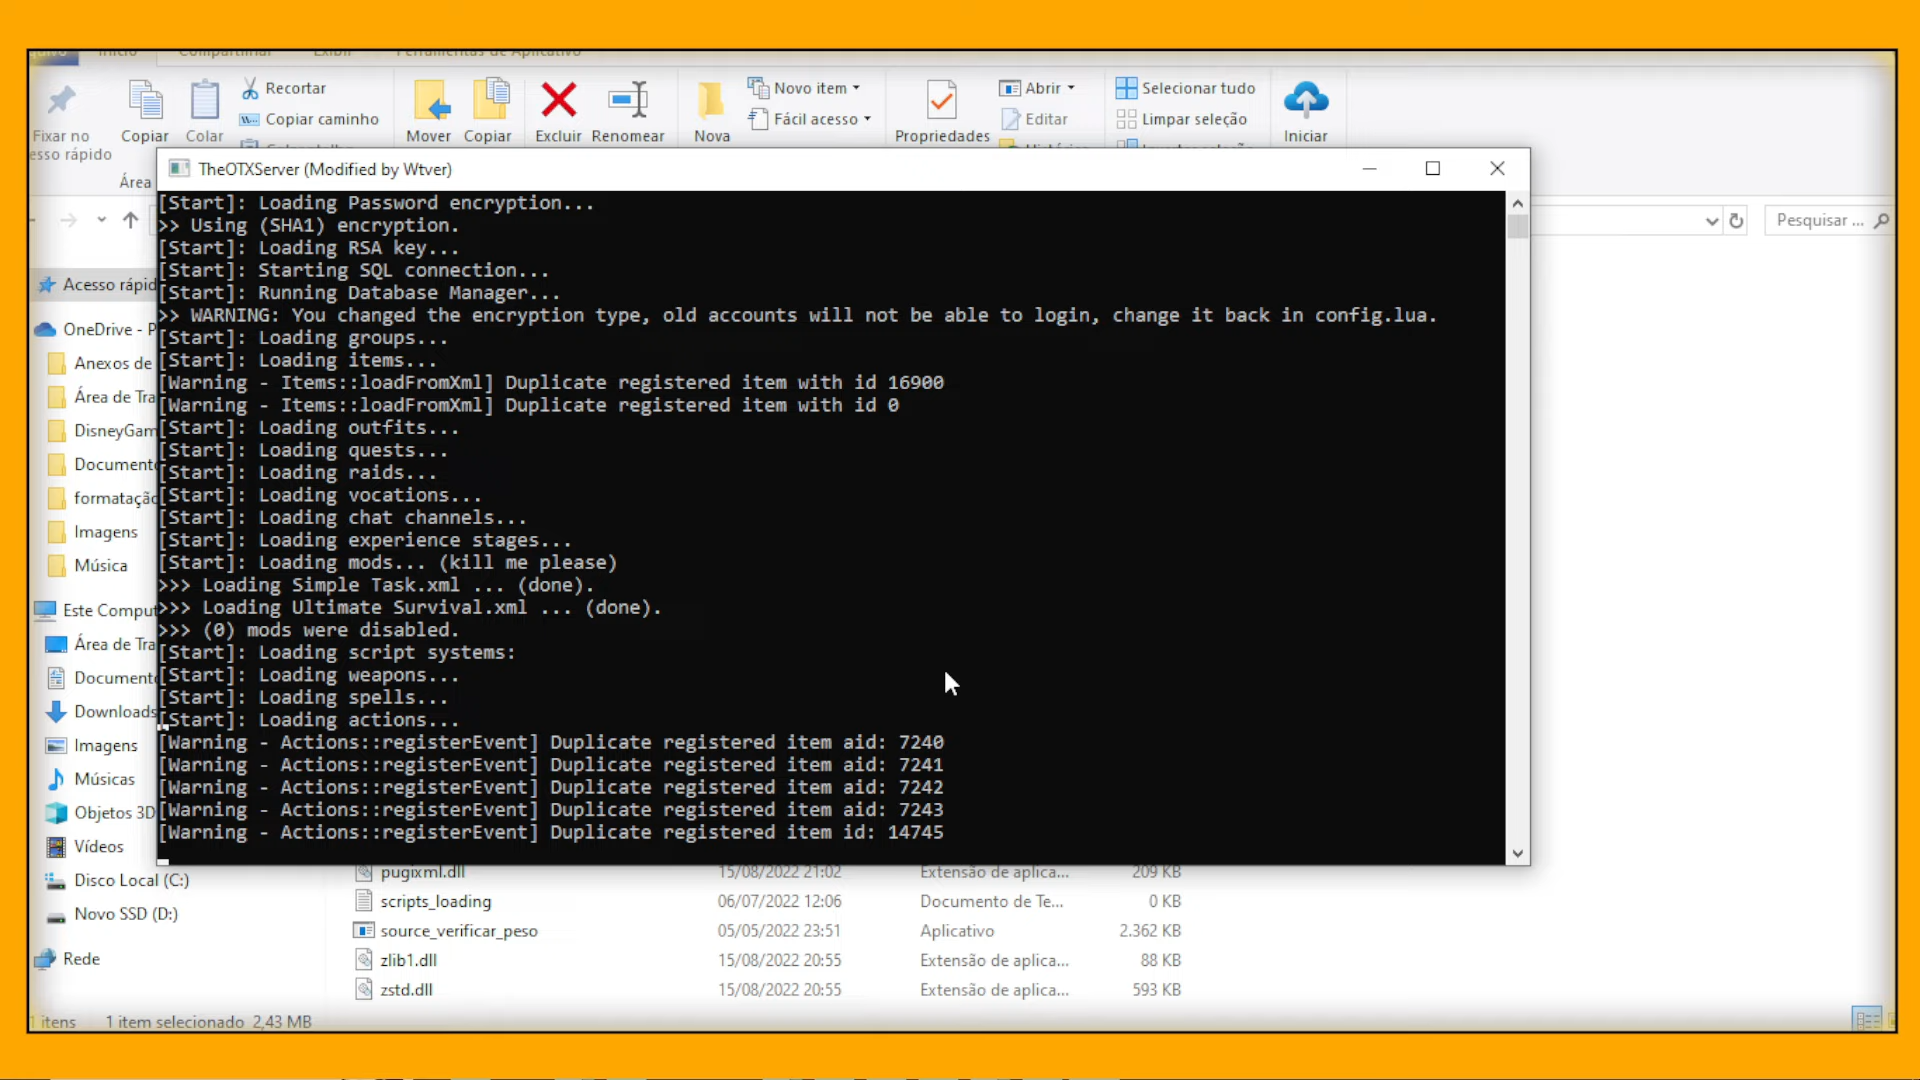 Início Compartilhar Exibir Ferramentas de Aplicativo
Fixar no
esso rápido
Copiar
Colar
Recortar
Copiar caminho
Mover
Copiar
Excluir
Renomear
Nova
Novo item
Fácil acesso
Propriedades
Abrir
Editar
Selecionar tudo
Limpar seleção
Iniciar
Área
TheOTXServer (Modified by Wtver)
Pesquisar ...
[Start]: Loading Password encryption...
>> Using (SHA1) encryption.
[Start]: Loading RSA key...
[Start]: Starting SQL connection...
[Start]: Running Database Manager...
>> WARNING: You changed the encryption type, old accounts will not be able to login, change it back in config.lua.
[Start]: Loading groups...
[Start]: Loading items...
[Warning - Items::loadFromXml] Duplicate registered item with id 16900
[Warning - Items::loadFromXml] Duplicate registered item with id 0
[Start]: Loading outfits...
[Start]: Loading quests...
[Start]: Loading raids...
[Start]: Loading vocations...
[Start]: Loading chat channels...
[Start]: Loading experience stages...
[Start]: Loading mods... (kill me please)
>>> Loading Simple Task.xml ... (done).
>>> Loading Ultimate Survival.xml ... (done).
>>> (0) mods were disabled.
[Start]: Loading script systems:
[Start]: Loading weapons...
[Start]: Loading spells...
[Start]: Loading actions...
[Warning - Actions::registerEvent] Duplicate registered item aid: 7240
[Warning - Actions::registerEvent] Duplicate registered item aid: 7241
[Warning - Actions::registerEvent] Duplicate registered item aid: 7242
[Warning - Actions::registerEvent] Duplicate registered item aid: 7243
[Warning - Actions::registerEvent] Duplicate registered item id: 14745
Acesso rápid
OneDrive - P
Anexos de
Área de Tra
DisneyGam
Documento
formatação
Imagens
Música
Este Comput
Área de Tra
Documento
Downloads
Imagens
Músicas
Objetos 3D
Vídeos
Disco Local (C:)
Novo SSD (D:)
Rede
pugixml.dll 15/08/2022 21:02 Extensão de aplica... 209 KB
scripts_loading 06/07/2022 12:06 Documento de Te... 0 KB
source_verificar_peso 05/05/2022 23:51 Aplicativo 2.362 KB
zlib1.dll 15/08/2022 20:55 Extensão de aplica... 88 KB
zstd.dll 15/08/2022 20:55 Extensão de aplica... 593 KB
1 itens 1 item selecionado 2,43 MB